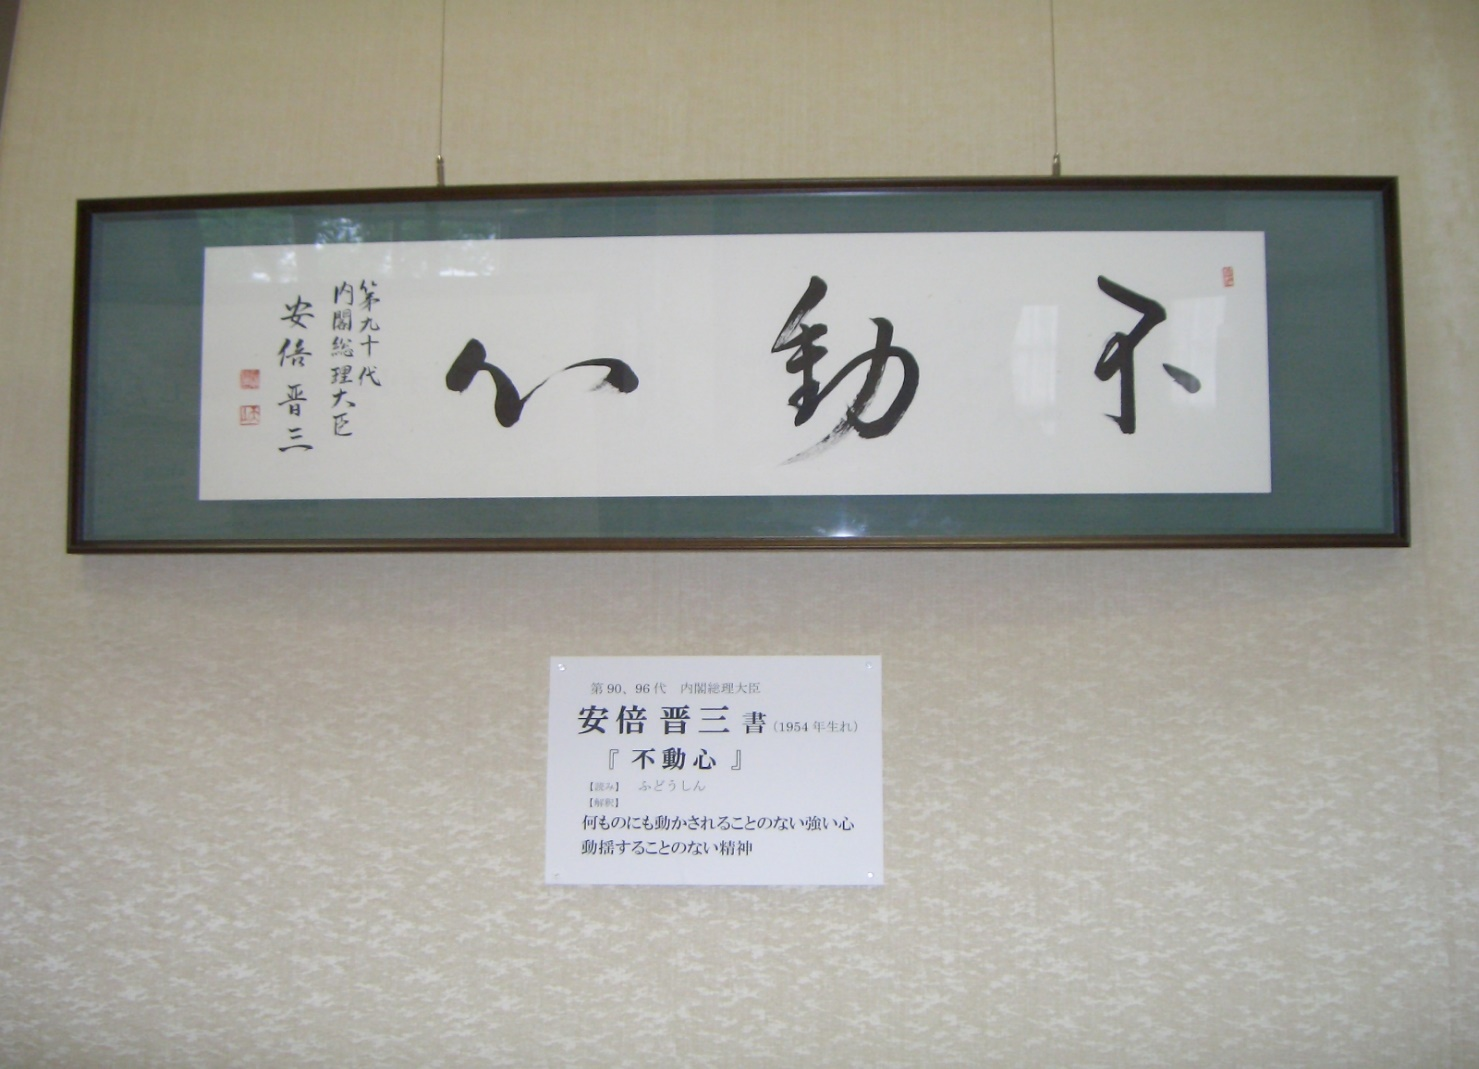 不動心
第九十代
内閣総理大臣
安倍晋三
第90、96代　内閣総理大臣
安倍 晋三 書（1954 年生れ）
『 不動心 』
【読み】　ふどうしん
【解釈】
何ものにも動かされることのない強い心
動揺することのない精神